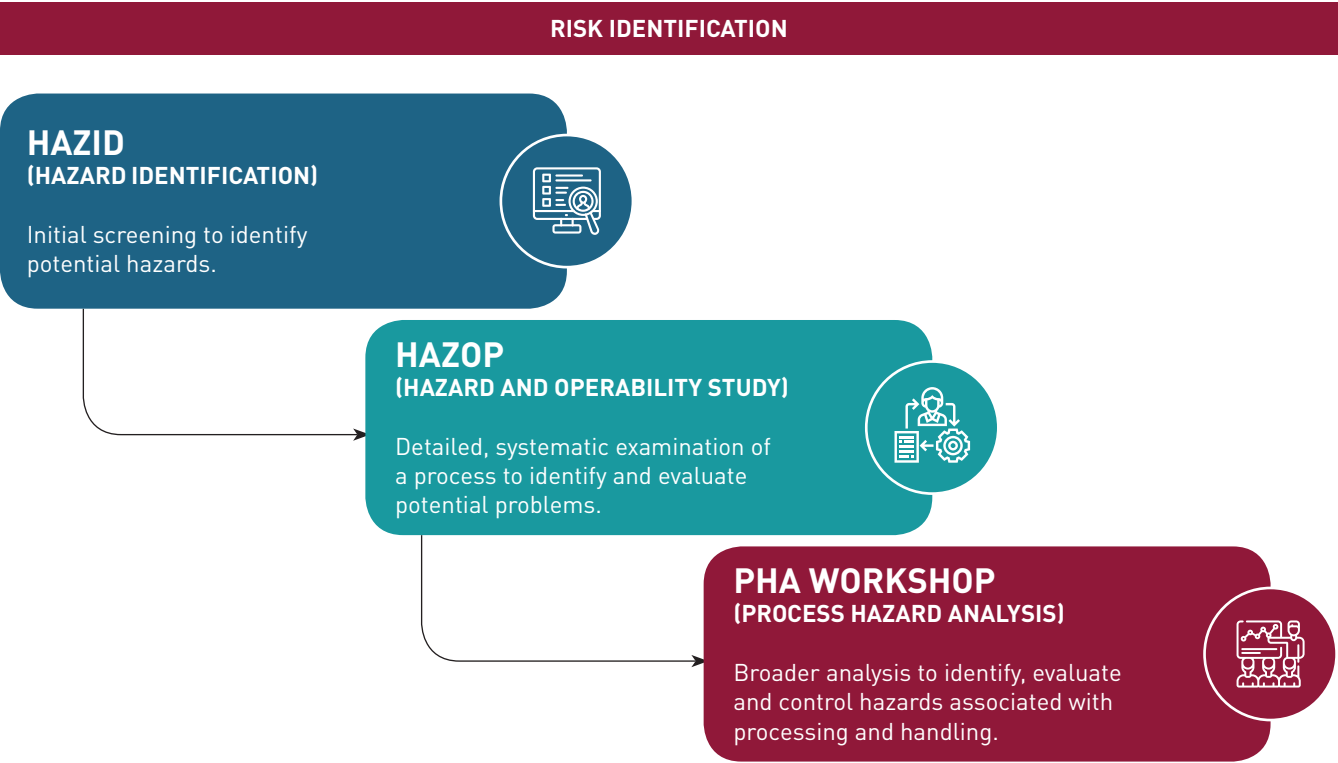 RISK IDENTIFICATION
HAZID
(HAZARD IDENTIFICATION)
Initial screening to identify
potential hazards.
HAZOP
(HAZARD AND OPERABILITY STUDY)
Detailed, systematic examination of
a process to identify and evaluate
potential problems.
PHA WORKSHOP
(PROCESS HAZARD ANALYSIS)
Broader analysis to identify, evaluate
and control hazards associated with
processing and handling.